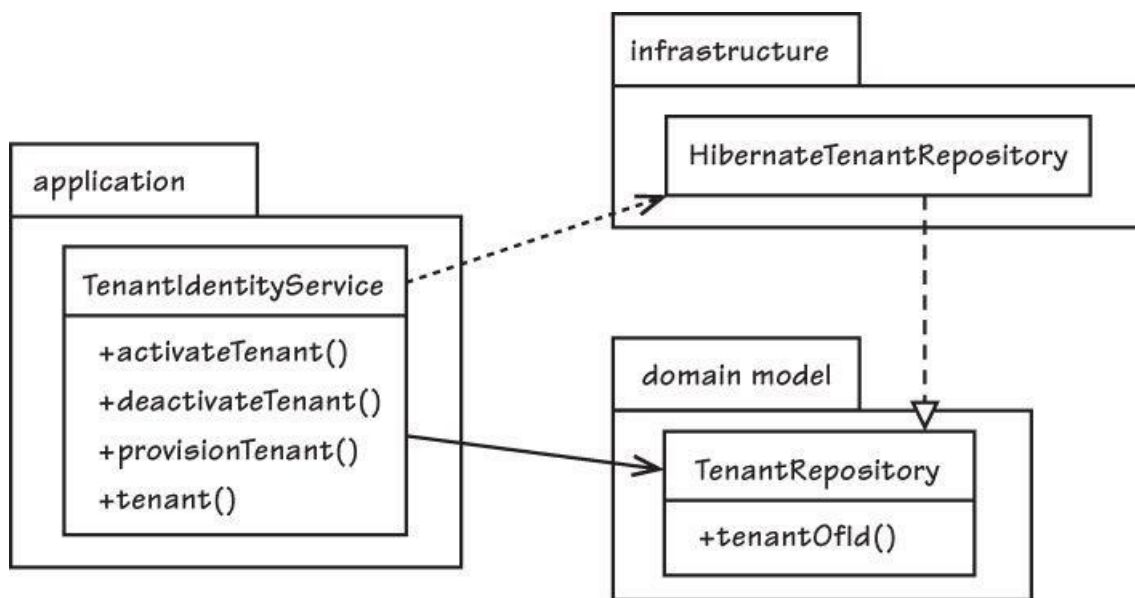 infrastructure
HibernateTenantRepository
application
TenantIdentityService
+activateTenant()
+deactivateTenant()
+provisionTenant()
+tenant()
domain model
TenantRepository
+tenantOfId()